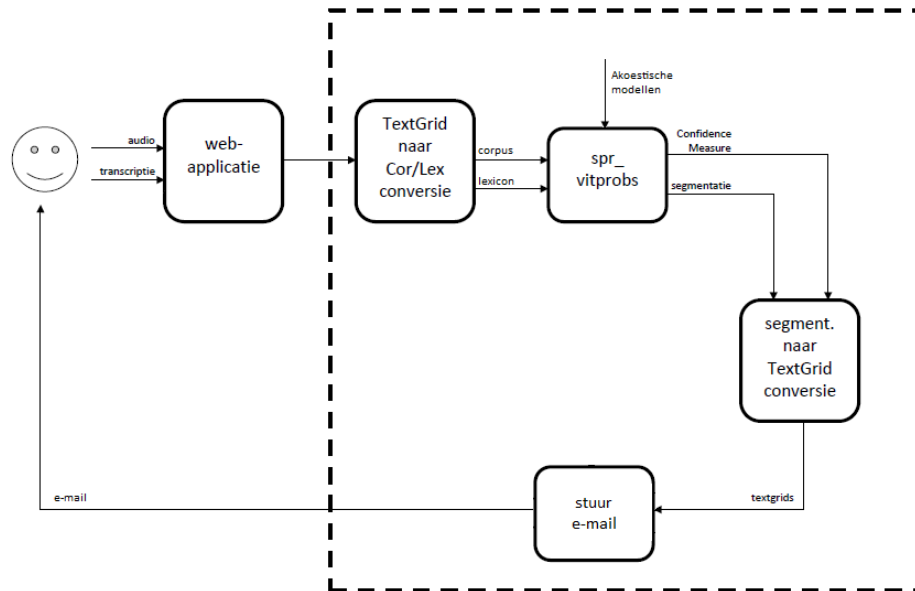 audio
transcriptie
web-
applicatie
TextGrid
naar
Cor/Lex
conversie
corpus
lexicon
Akoestische
modellen
spr_
vitprobs
Confidence
Measure
segmentatie
segment.
naar
TextGrid
conversie
textgrids
stuur
e-mail
e-mail